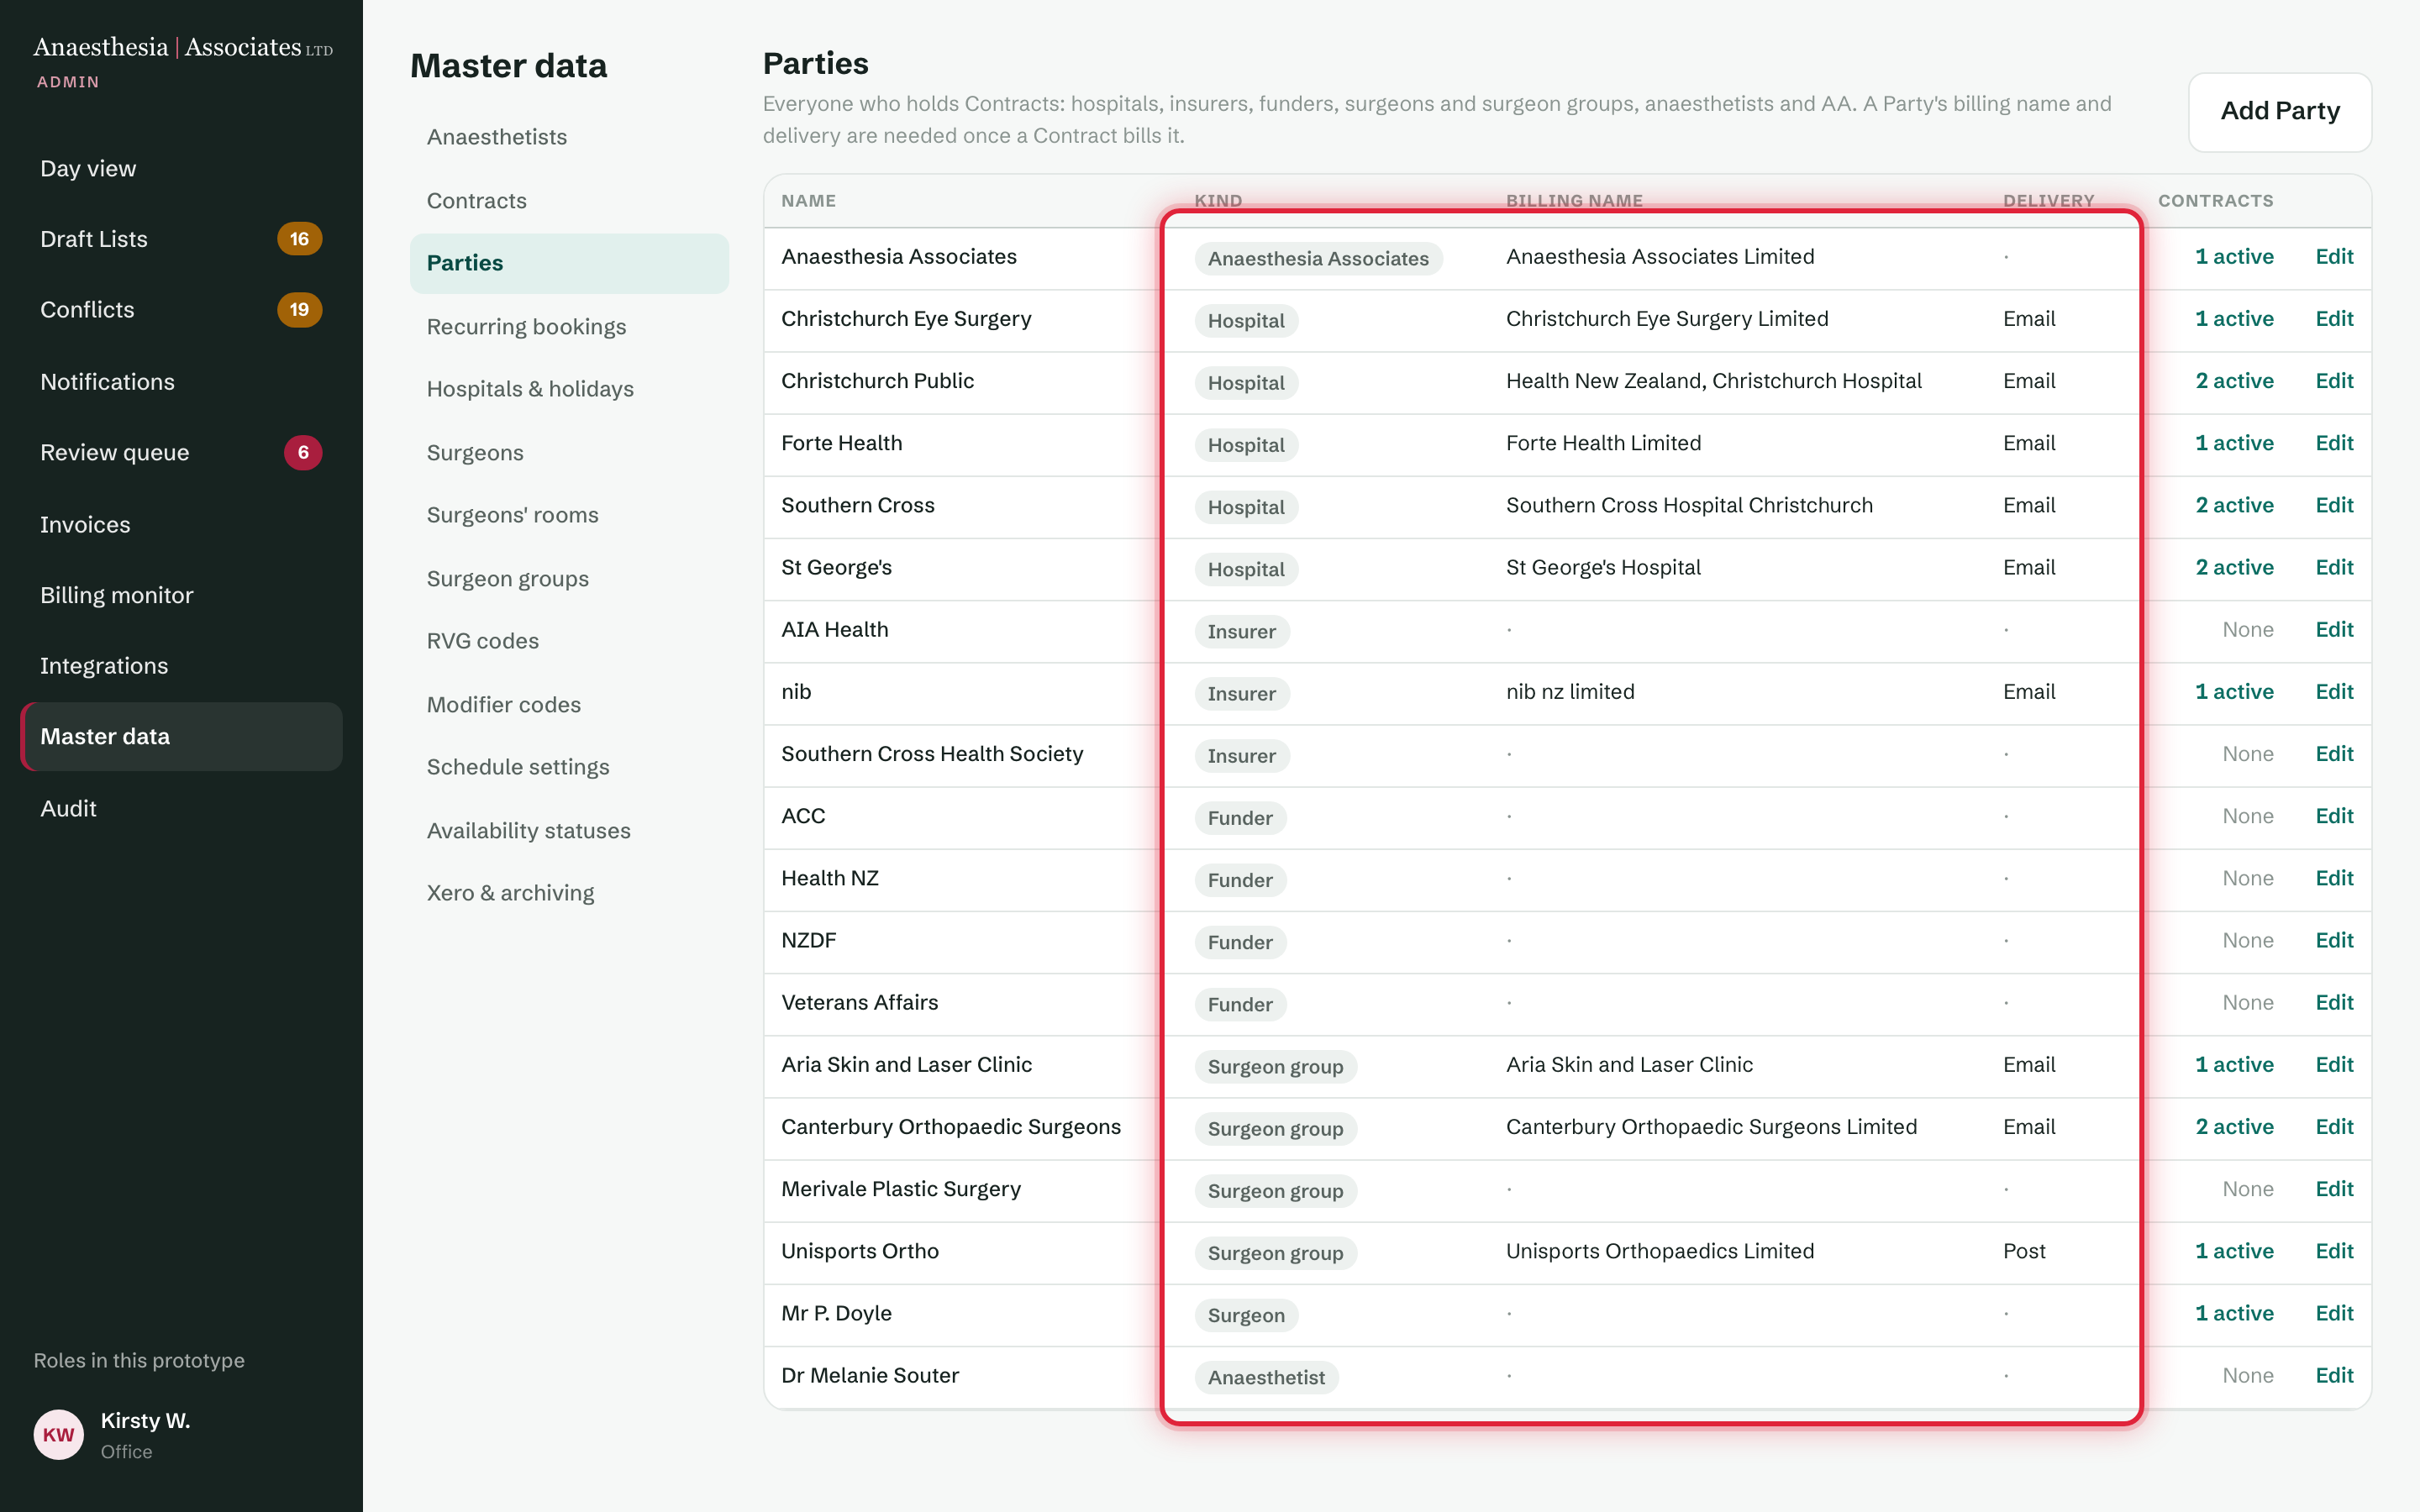 Anaesthesia | Associates LTD
ADMIN
Day view
Draft Lists 16
Conflicts 19
Notifications
Review queue 6
Invoices
Billing monitor
Integrations
Master data
Audit
Roles in this prototype
KW
Kirsty W.
Office
Master data
Anaesthetists
Contracts
Parties
Recurring bookings
Hospitals & holidays
Surgeons
Surgeons' rooms
Surgeon groups
RVG codes
Modifier codes
Schedule settings
Availability statuses
Xero & archiving
Parties
Everyone who holds Contracts: hospitals, insurers, funders, surgeons and surgeon groups, anaesthetists and AA. A Party's billing name and
delivery are needed once a Contract bills it.
Add Party
NAME KIND BILLING NAME DELIVERY CONTRACTS
Anaesthesia Associates Anaesthesia Associates Anaesthesia Associates Limited · 1 active Edit
Christchurch Eye Surgery Hospital Christchurch Eye Surgery Limited Email 1 active Edit
Christchurch Public Hospital Health New Zealand, Christchurch Hospital Email 2 active Edit
Forte Health Hospital Forte Health Limited Email 1 active Edit
Southern Cross Hospital Southern Cross Hospital Christchurch Email 2 active Edit
St George's Hospital St George's Hospital Email 2 active Edit
AIA Health Insurer · · None Edit
nib Insurer nib nz limited Email 1 active Edit
Southern Cross Health Society Insurer · · None Edit
ACC Funder · · None Edit
Health NZ Funder · · None Edit
NZDF Funder · · None Edit
Veterans Affairs Funder · · None Edit
Aria Skin and Laser Clinic Surgeon group Aria Skin and Laser Clinic Email 1 active Edit
Canterbury Orthopaedic Surgeons Surgeon group Canterbury Orthopaedic Surgeons Limited Email 2 active Edit
Merivale Plastic Surgery Surgeon group · · None Edit
Unisports Ortho Surgeon group Unisports Orthopaedics Limited Post 1 active Edit
Mr P. Doyle Surgeon · · 1 active Edit
Dr Melanie Souter Anaesthetist · · None Edit